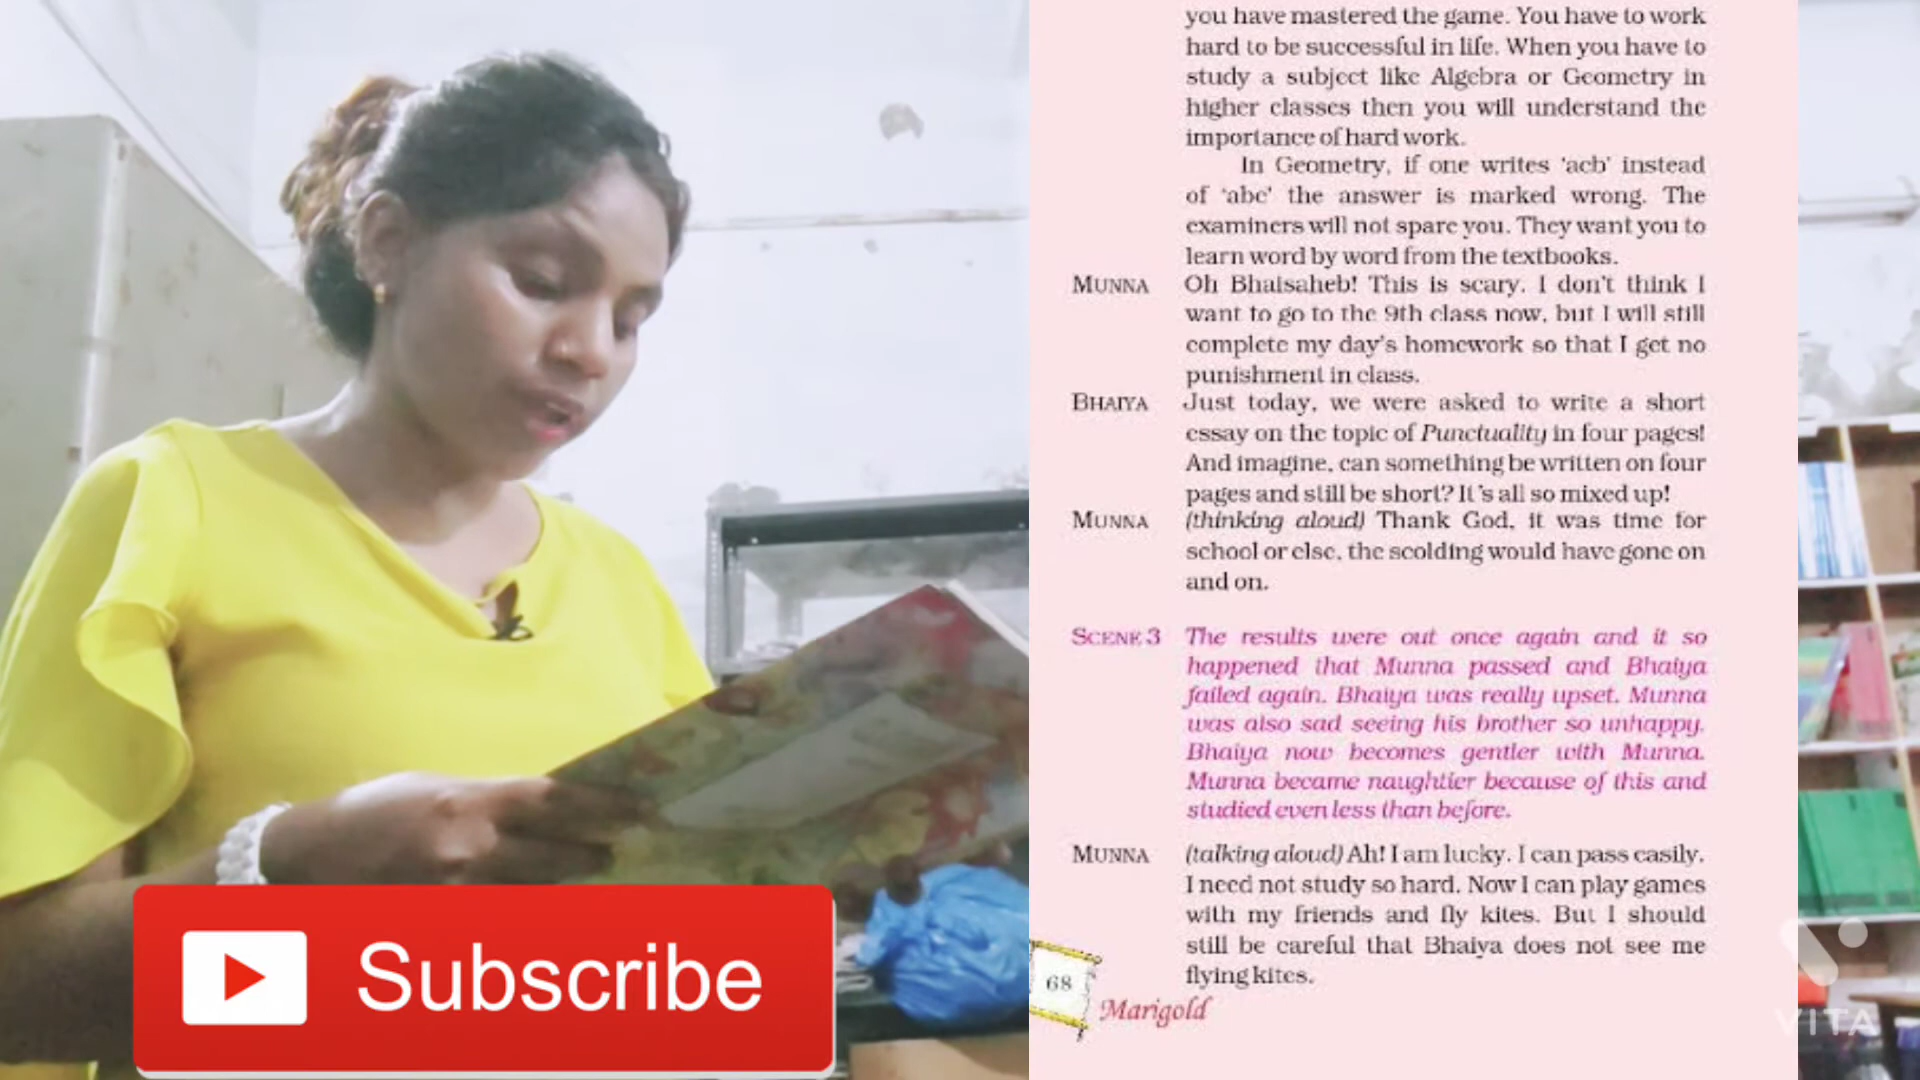 you have mastered the game. You have to work
hard to be successful in life. When you have to
study a subject like Algebra or Geometry in
higher classes then you will understand the
importance of hard work.
In Geometry, if one writes ‘acb’ instead
of ‘abc’ the answer is marked wrong. The
examiners will not spare you. They want you to
learn word by word from the textbooks.
MUNNA Oh Bhaisaheb! This is scary. I don’t think I
want to go to the 9th class now, but I will still
complete my day’s homework so that I get no
punishment in class.
BHAIYA Just today, we were asked to write a short
essay on the topic of Punctuality in four pages!
And imagine, can something be written on four
pages and still be short? It’s all so mixed up!
MUNNA (thinking aloud) Thank God, it was time for
school or else, the scolding would have gone on
and on.
SCENE 3 The results were out once again and it so
happened that Munna passed and Bhaiya
failed again. Bhaiya was really upset. Munna
was also sad seeing his brother so unhappy.
Bhaiya now becomes gentler with Munna.
Munna became naughtier because of this and
studied even less than before.
MUNNA (talking aloud) Ah! I am lucky. I can pass easily.
I need not study so hard. Now I can play games
with my friends and fly kites. But I should
still be careful that Bhaiya does not see me
flying kites.
68
Marigold
Subscribe
VITA